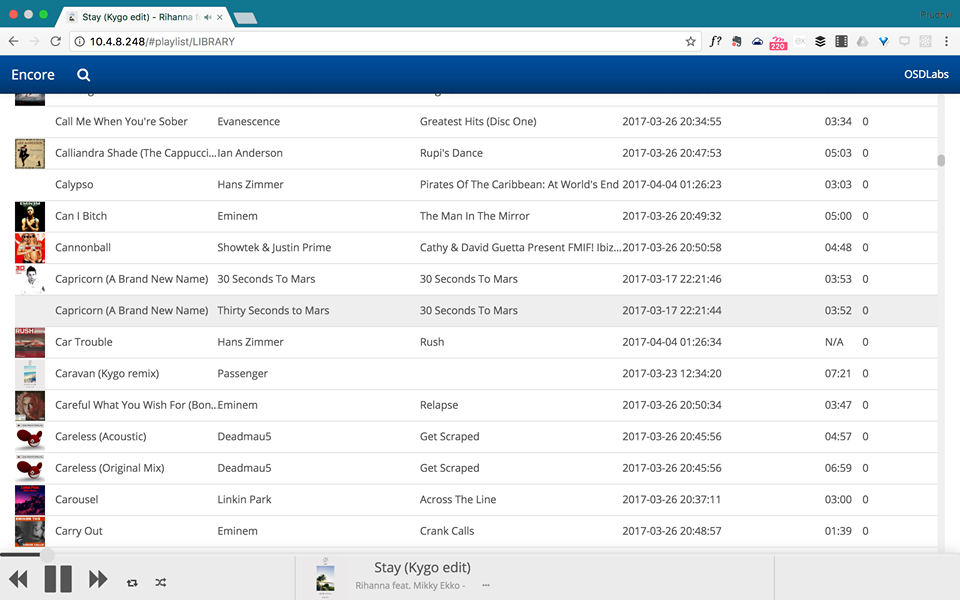 Stay (Kygo edit) - Rihanna f
Prudhvi
10.4.8.248/#playlist/LIBRARY
f?
220
Encore
OSDLabs
Call Me When You're Sober Evanescence Greatest Hits (Disc One) 2017-03-26 20:34:55 03:34 0
Calliandra Shade (The Cappucci... Ian Anderson Rupi's Dance 2017-03-26 20:47:53 05:03 0
Calypso Hans Zimmer Pirates Of The Caribbean: At World's End 2017-04-04 01:26:23 03:03 0
Can I Bitch Eminem The Man In The Mirror 2017-03-26 20:49:32 05:00 0
Cannonball Showtek & Justin Prime Cathy & David Guetta Present FMIF! Ibiz... 2017-03-26 20:50:58 04:48 0
Capricorn (A Brand New Name) 30 Seconds To Mars 30 Seconds To Mars 2017-03-17 22:21:46 03:53 0
Capricorn (A Brand New Name) Thirty Seconds to Mars 30 Seconds To Mars 2017-03-17 22:21:44 03:52 0
Car Trouble Hans Zimmer Rush 2017-04-04 01:26:34 N/A 0
Caravan (Kygo remix) Passenger 2017-03-23 12:34:20 07:21 0
Careful What You Wish For (Bon... Eminem Relapse 2017-03-26 20:50:34 03:47 0
Careless (Acoustic) Deadmau5 Get Scraped 2017-03-26 20:45:56 04:57 0
Careless (Original Mix) Deadmau5 Get Scraped 2017-03-26 20:45:56 06:59 0
Carousel Linkin Park Across The Line 2017-03-26 20:37:11 03:00 0
Carry Out Eminem Crank Calls 2017-03-26 20:48:57 01:39 0
Stay (Kygo edit)
Rihanna feat. Mikky Ekko -